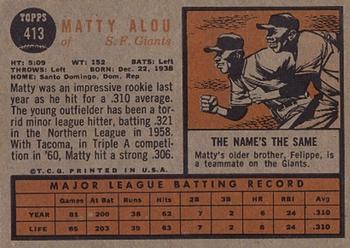 TOPPS
413
MATTY ALOU
of S.F. Giants
HT: 5:09 WT: 152 BATS: Left
THROWS: Left BORN: Dec. 22, 1938
HOME: Santo Domingo, Dom. Rep
Matty was an impressive rookie last
year as he hit for a .310 average.
The young outfielder has been a tor-
rid minor league hitter, batting .321
in the Northern League in 1958.
With Tacoma, in Triple A competi-
tion in '60, Matty hit a strong .306.
©T.C.G. PRINTED IN U.S.A.
THE NAME'S THE SAME
Matty's older brother, Felippe, is
a teammate on the Giants.
MAJOR LEAGUE BATTING RECORD
Games At Bat Runs Hits 2B 3B HR RBI Avg.
YEAR 81 200 38 62 7 2 6 24 .310
LIFE 65 203 39 63 7 2 6 24 .310